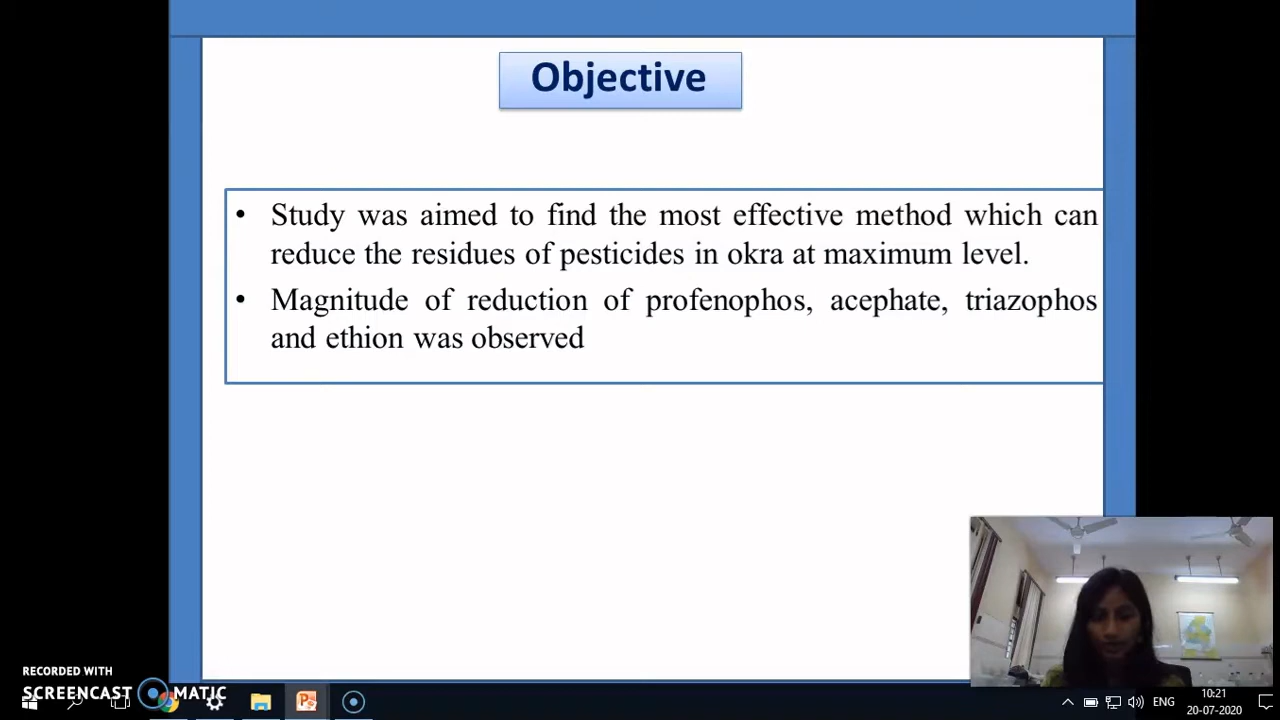 Objective
• Study was aimed to find the most effective method which can
reduce the residues of pesticides in okra at maximum level.
• Magnitude of reduction of profenophos, acephate, triazophos
and ethion was observed
RECORDED WITH
SCREENCAST MATIC
ENG
10:21
20-07-2020